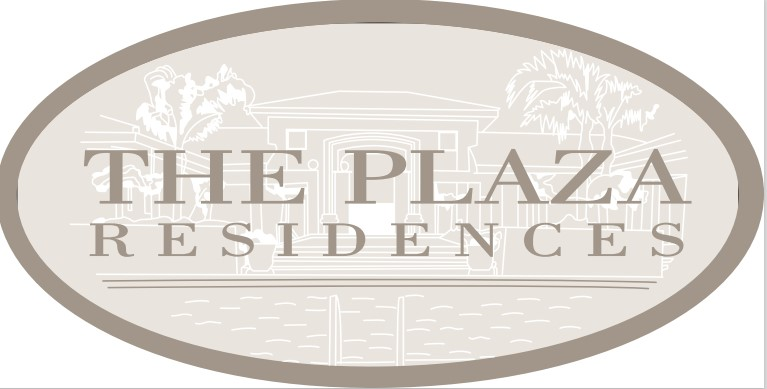 THE PLAZA
RESIDENCES